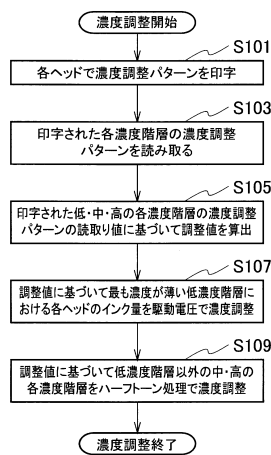 濃度調整開始
S101
各ヘッドで濃度調整パターンを印字
S103
印字された各濃度階層の濃度調整
パターンを読み取る
S105
印字された低・中・高の各濃度階層の濃度調整
パターンの読取り値に基づいて調整値を算出
S107
調整値に基づいて最も濃度が薄い低濃度階層に
おける各ヘッドのインク量を駆動電圧で濃度調整
S109
調整値に基づいて低濃度階層以外の中・高の
各濃度階層をハーフトーン処理で濃度調整
濃度調整終了